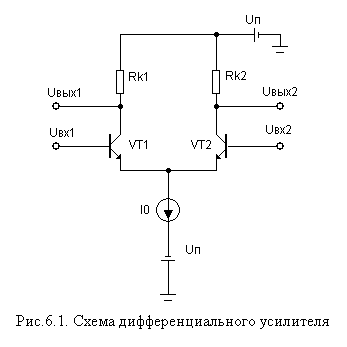 Uп
Rk1
Rk2
Uвых1
Uвых2
Uвх1
Uвх2
VT1
VT2
I0
Uп
Рис.6.1. Схема дифференциального усилителя